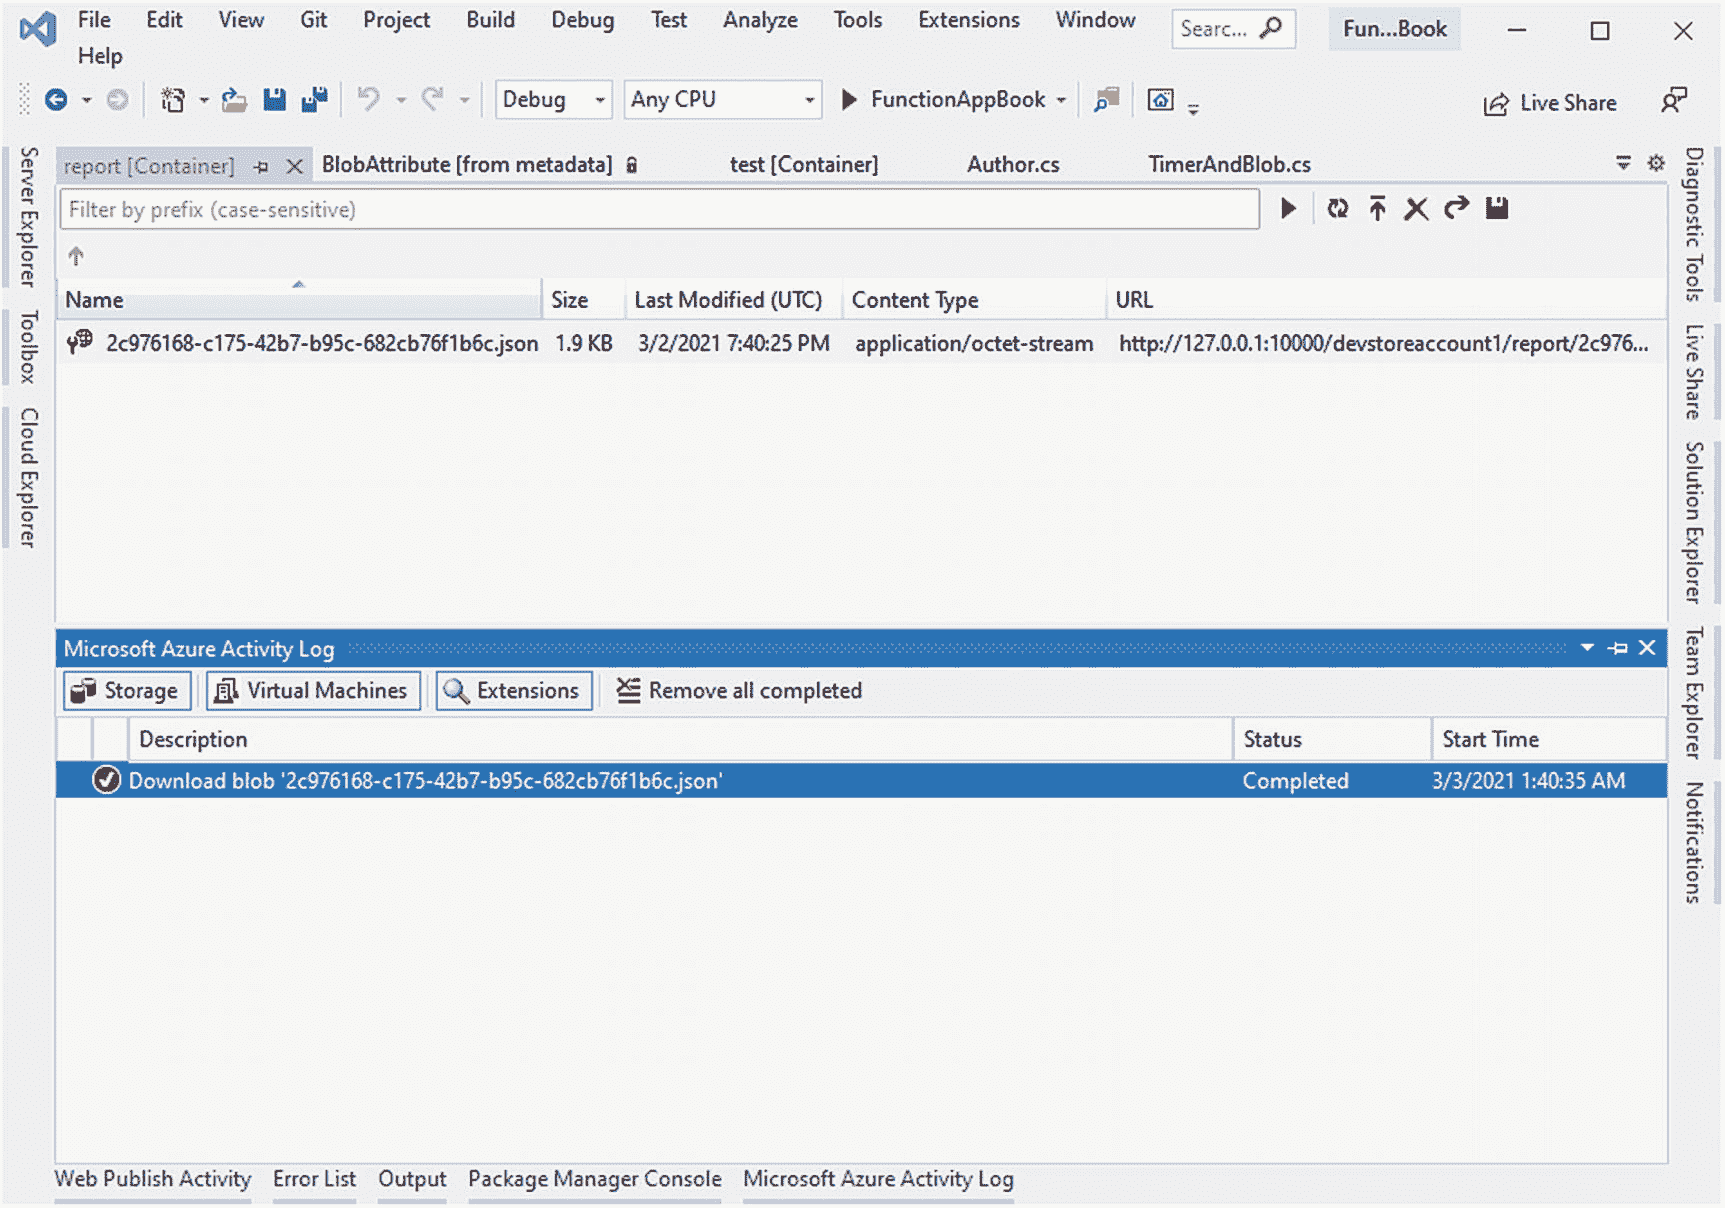 File Edit View Git Project Build Debug Test Analyze Tools Extensions Window Searc... Fun...Book
Help
Debug Any CPU FunctionAppBook Live Share
report [Container] BlobAttribute [from metadata] test [Container] Author.cs TimerAndBlob.cs
Filter by prefix (case-sensitive)
Name Size Last Modified (UTC) Content Type URL
2c976168-c175-42b7-b95c-682cb76f1b6c.json 1.9 KB 3/2/2021 7:40:25 PM application/octet-stream http://127.0.0.1:10000/devstoreaccount1/report/2c976...
Server Explorer
Toolbox
Cloud Explorer
Microsoft Azure Activity Log
Storage Virtual Machines Extensions Remove all completed
Description Status Start Time
Download blob '2c976168-c175-42b7-b95c-682cb76f1b6c.json' Completed 3/3/2021 1:40:35 AM
Diagnostic Tools
Live Share
Solution Explorer
Team Explorer
Notifications
Web Publish Activity Error List Output Package Manager Console Microsoft Azure Activity Log